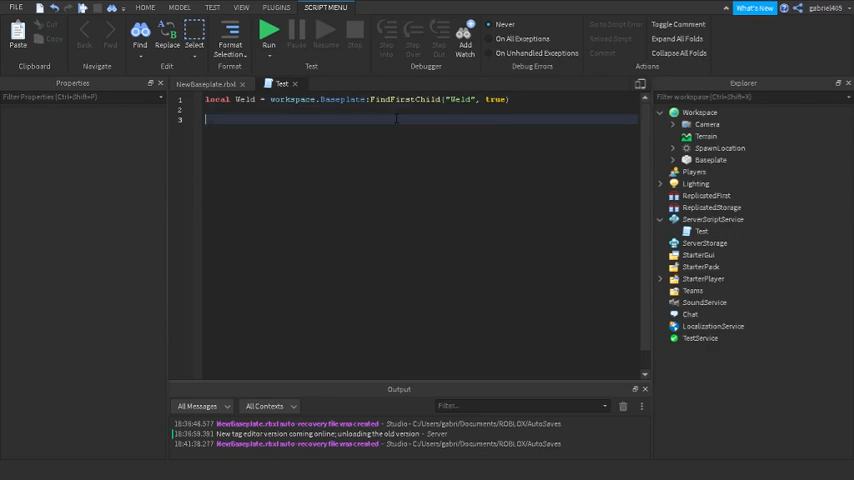 FILE HOME MODEL TEST VIEW PLUGINS SCRIPT MENU What's New gabriel485
Paste Cut Copy Back Fwd Find Replace Select Format Selection Run Pause Resume Stop Step Into Step Over Step Out Add Watch Never On All Exceptions On Unhandled Exceptions Go to Script Error Reload Script Commit Toggle Comment Expand All Folds Collapse All Folds
Clipboard Navigate Edit Format Test Debugger Debug Errors Actions
Properties NewBaseplate.rbxl Test Explorer
Filter Properties (Ctrl+Shift+P) Filter workspace (Ctrl+Shift+X)
1 local Weld = workspace.Baseplate:FindFirstChild("Weld", true)
2
3
Workspace
Camera
Terrain
SpawnLocation
Baseplate
Players
Lighting
ReplicatedFirst
ReplicatedStorage
ServerScriptService
Test
ServerStorage
StarterGui
StarterPack
StarterPlayer
Teams
SoundService
Chat
LocalizationService
TestService
Output
All Messages All Contexts Filter...
18:36:46.577 NewBaseplate.rbxl auto-recovery file was created - Studio - C:/Users/gabri/Documents/ROBLOX/AutoSaves
18:36:59.391 New tag editor version coming online; unloading the old version - Server
18:41:38.277 NewBaseplate.rbxl auto-recovery file was created - Studio - C:/Users/gabri/Documents/ROBLOX/AutoSaves